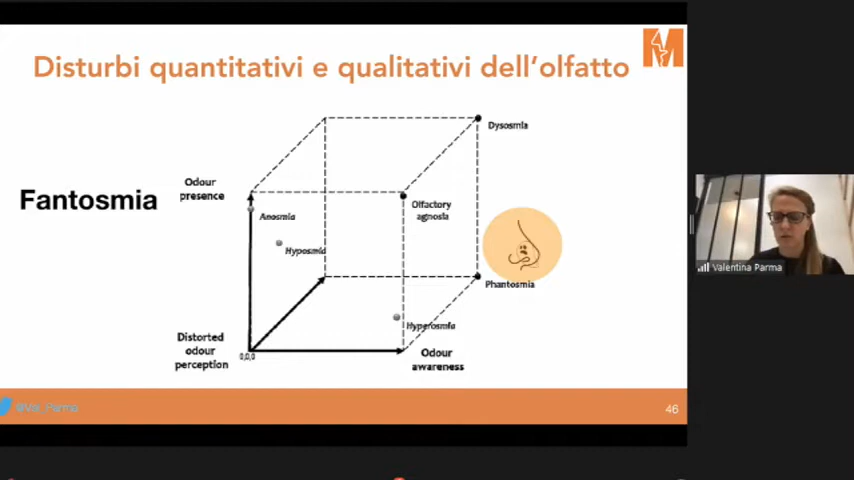 Disturbi quantitativi e qualitativi dell'olfatto
Fantosmia
Odour
presence
Dysosmia
Anosmia
Olfactory
agnosia
Hyposmia
Phantosmia
Hyperosmia
Distorted
odour
perception
0,0,0
Odour
awareness
Valentina Parma
@Val_Parma
46